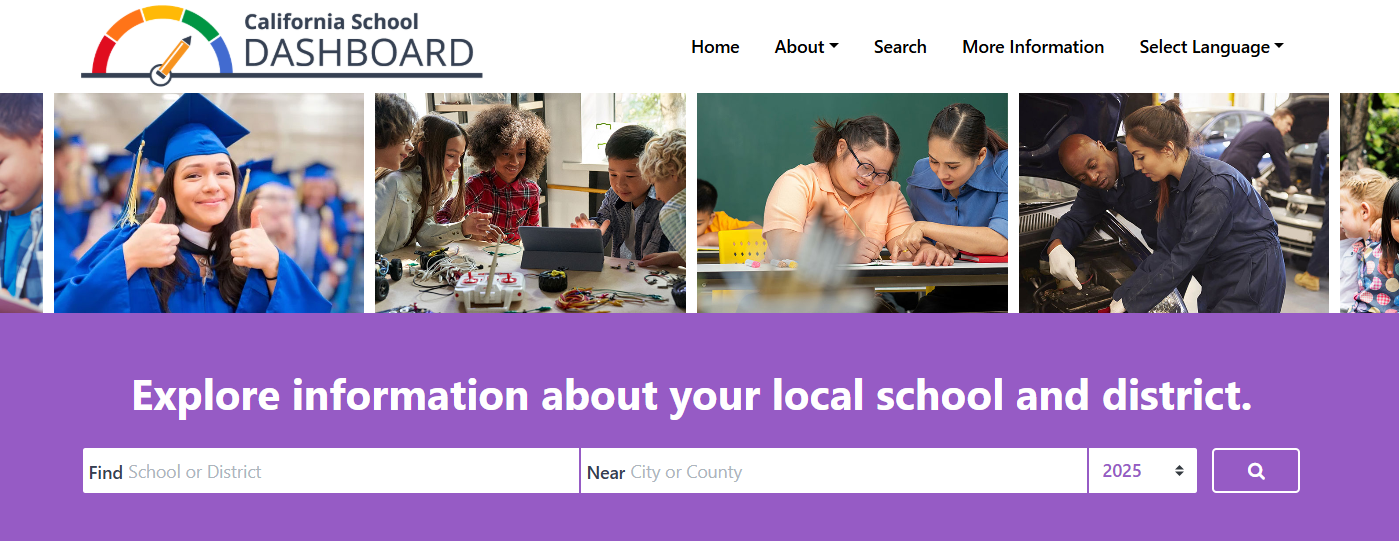 California School
DASHBOARD
Home About Search More Information Select Language
Explore information about your local school and district.
Find School or District Near City or County 2025